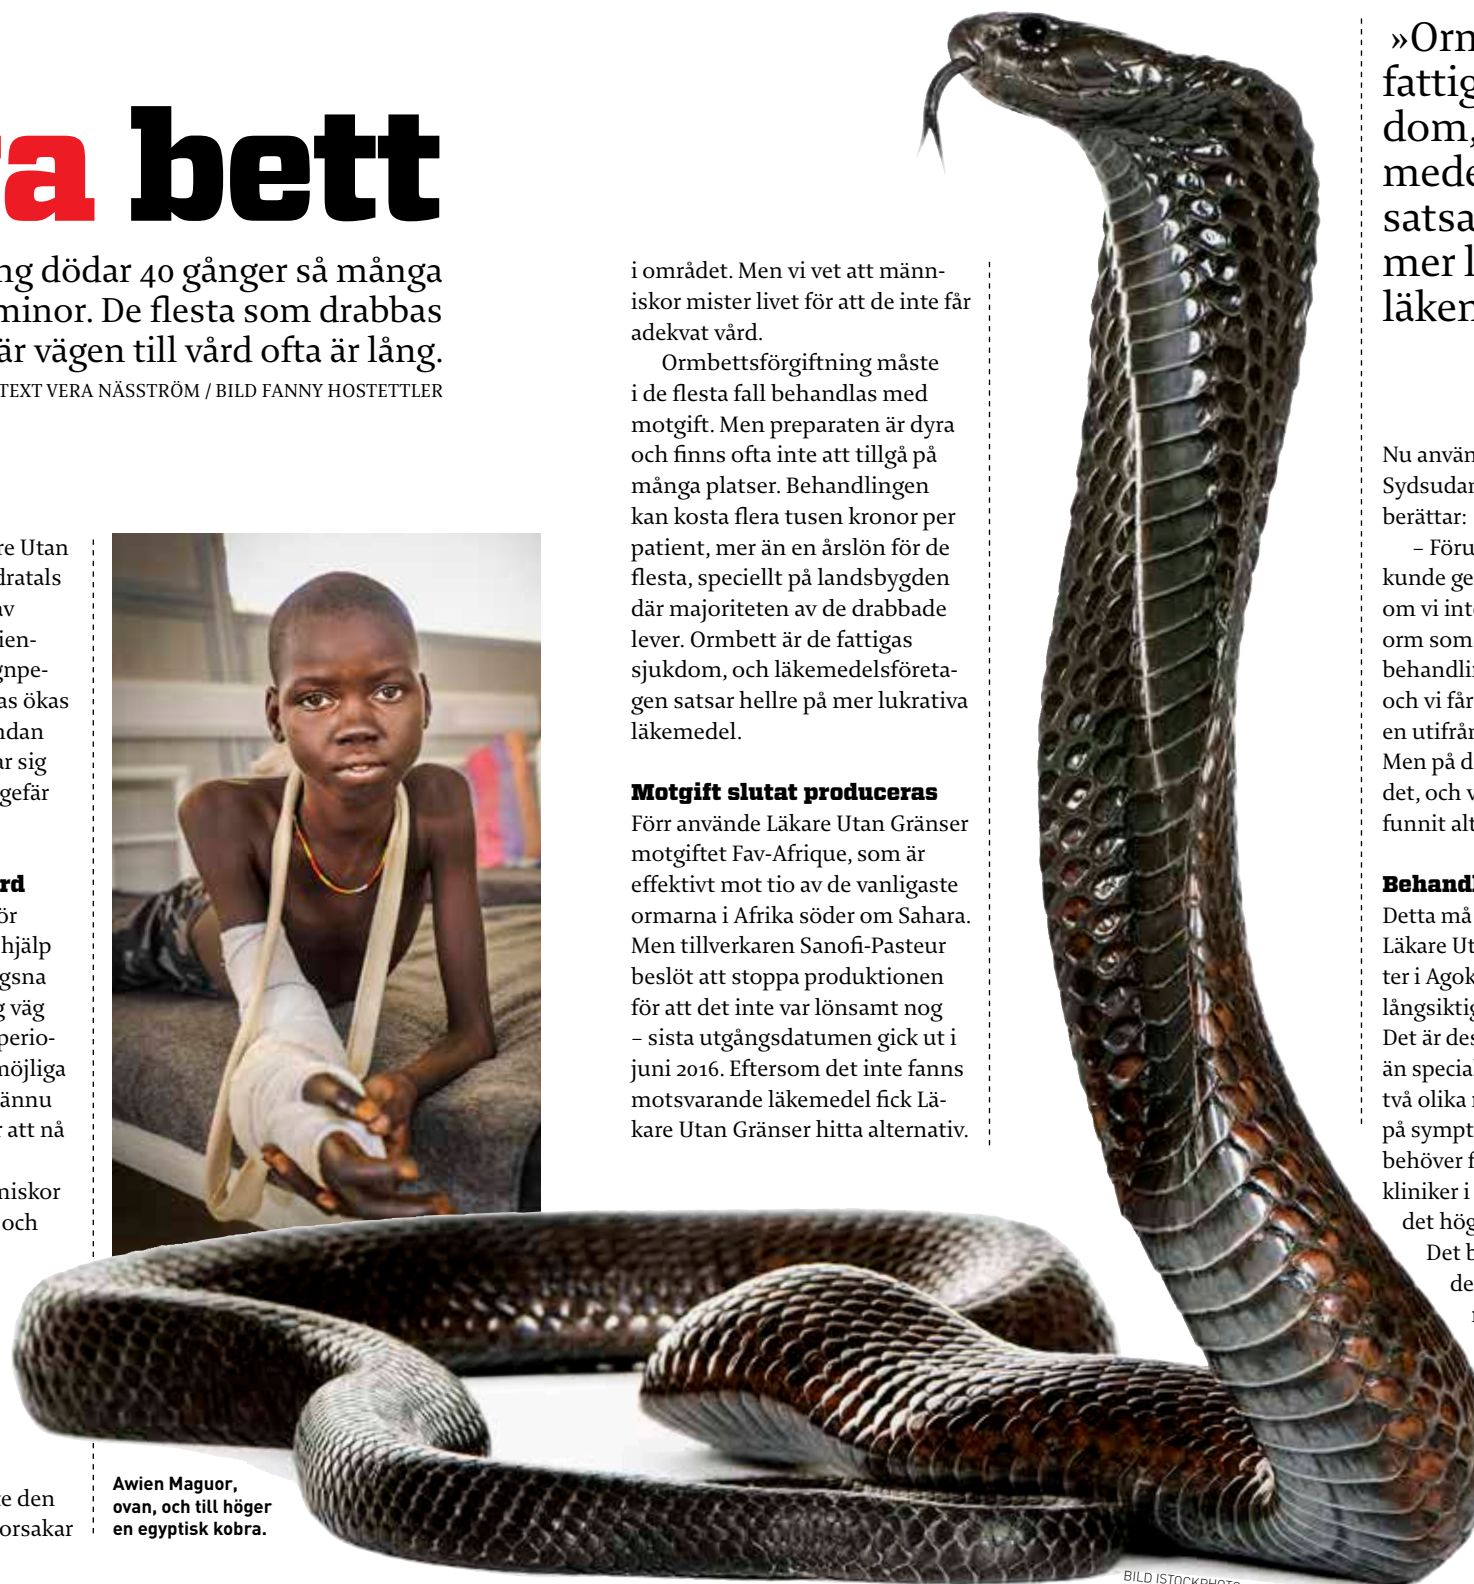 a bett
ng dödar 40 gånger så många
minor. De flesta som drabbas
är vägen till vård ofta är lång.
TEXT VERA NÄSSTRÖM / BILD FANNY HOSTETTLER
re Utan
dratals
av
ien-
gnpe-
as ökas
ndan
ar sig
gefär
rd
ör
hjälp
gsna
g väg
perio-
möjliga
ännu
r att nå
niskor
och
te den
orsakar
Awien Maguor,
ovan, och till höger
en egyptisk kobra.
i området. Men vi vet att männ-
iskor mister livet för att de inte får
adekvat vård.
Ormbettsförgiftning måste
i de flesta fall behandlas med
motgift. Men preparaten är dyra
och finns ofta inte att tillgå på
många platser. Behandlingen
kan kosta flera tusen kronor per
patient, mer än en årslön för de
flesta, speciellt på landsbygden
där majoriteten av de drabbade
lever. Ormbett är de fattigas
sjukdom, och läkemedelsföreta-
gen satsar hellre på mer lukrativa
läkemedel.
Motgift slutat produceras
Förr använde Läkare Utan Gränser
motgiftet Fav-Afrique, som är
effektivt mot tio av de vanligaste
ormarna i Afrika söder om Sahara.
Men tillverkaren Sanofi-Pasteur
beslöt att stoppa produktionen
för att det inte var lönsamt nog
– sista utgångsdatumen gick ut i
juni 2016. Eftersom det inte fanns
motsvarande läkemedel fick Lä-
kare Utan Gränser hitta alternativ.
»Orm
fattig
dom,
mede
satsa
mer l
läkem
Nu använ
Sydsudan
berättar:
– Föru
kunde ge
om vi inte
orm som
behandlin
och vi får
en utifrån
Men på d
det, och v
funnit alt
Behandl
Detta må
Läkare Ut
ter i Agok
långsiktig
Det är des
än special
två olika
på sympt
behöver f
kliniker i
det hög
Det b
de
BILD ISTOCKPHOTO